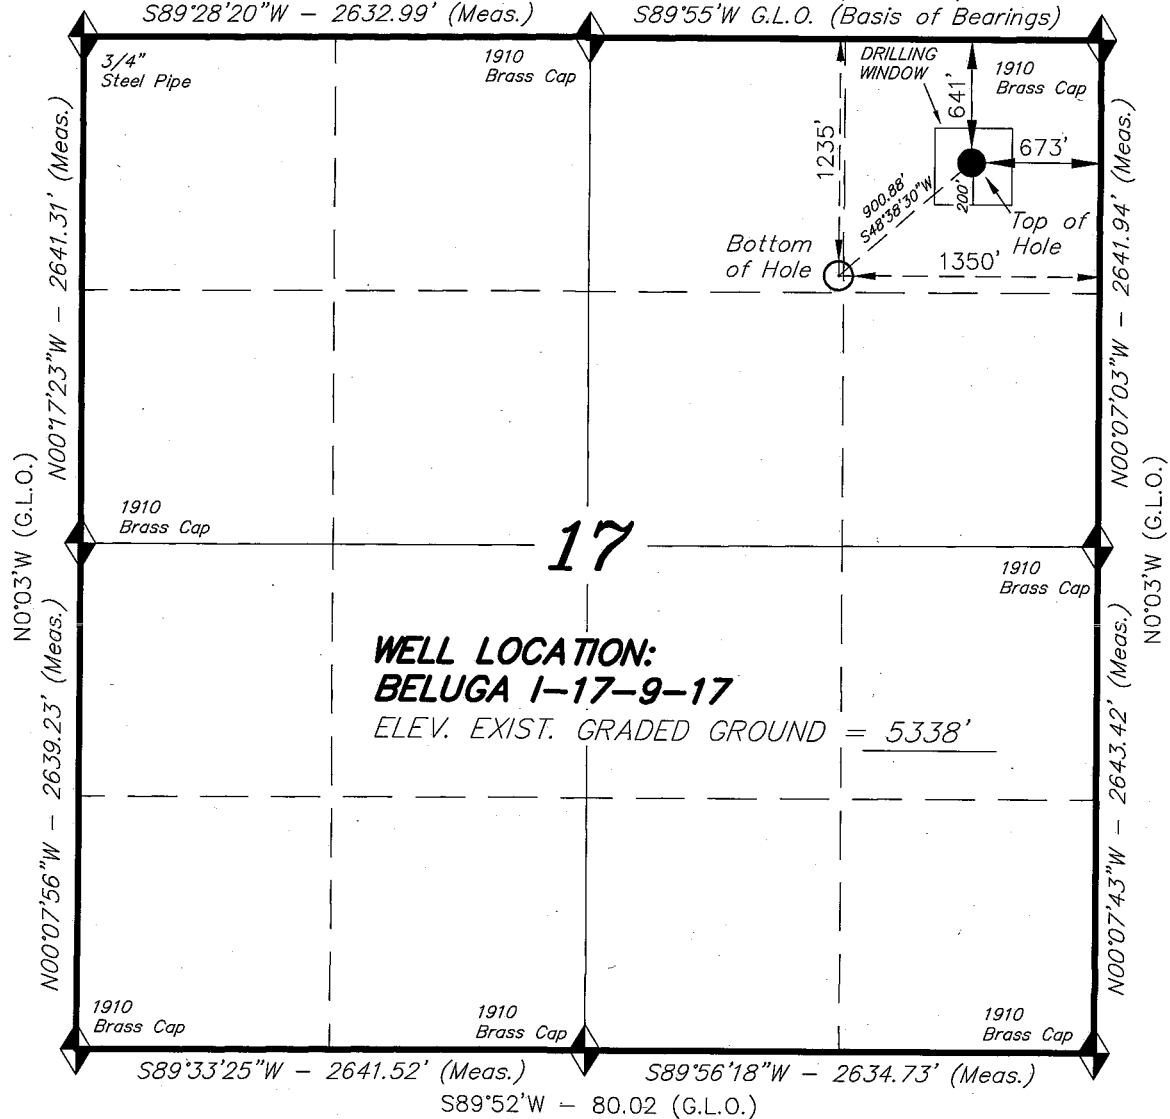 S89°28'20"W – 2632.99' (Meas.)
S89°55'W G.L.O. (Basis of Bearings)
3/4"
Steel Pipe
1910
Brass Cap
DRILLING
WINDOW
1910
Brass Cap
641'
1235'
673'
900.88'
S48°38'30"W
200'
Top of
Hole
Bottom
of Hole
1350'
N00°17'23"W – 2641.31' (Meas.)
N00°07'03"W – 2641.94' (Meas.)
N0°03'W (G.L.O.)
N0°03'W (G.L.O.)
1910
Brass Cap
17
1910
Brass Cap
WELL LOCATION:
BELUGA I–17–9–17
ELEV. EXIST. GRADED GROUND = 5338'
N00°07'56"W – 2639.23' (Meas.)
N00°07'43"W – 2643.42' (Meas.)
1910
Brass Cap
1910
Brass Cap
1910
Brass Cap
S89°33'25"W – 2641.52' (Meas.)
S89°56'18"W – 2634.73' (Meas.)
S89°52'W – 80.02 (G.L.O.)